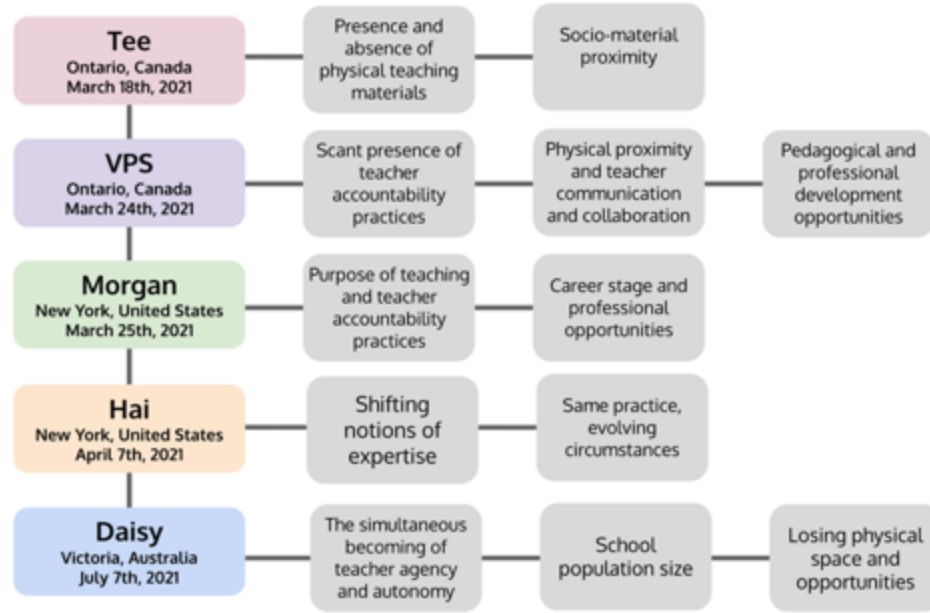 Tee
Ontario, Canada
March 18th, 2021
Presence and
absence of
physical teaching
materials
Socio-material
proximity
VPS
Ontario, Canada
March 24th, 2021
Scant presence of
teacher
accountability
practices
Physical proximity
and teacher
communication
and collaboration
Pedagogical and
professional
development
opportunities
Morgan
New York, United States
March 25th, 2021
Purpose of teaching
and teacher
accountability
practices
Career stage and
professional
opportunities
Hai
New York, United States
April 7th, 2021
Shifting
notions of
expertise
Same practice,
evolving
circumstances
Daisy
Victoria, Australia
July 7th, 2021
The simultaneous
becoming of
teacher agency
and autonomy
School
population size
Losing physical
space and
opportunities